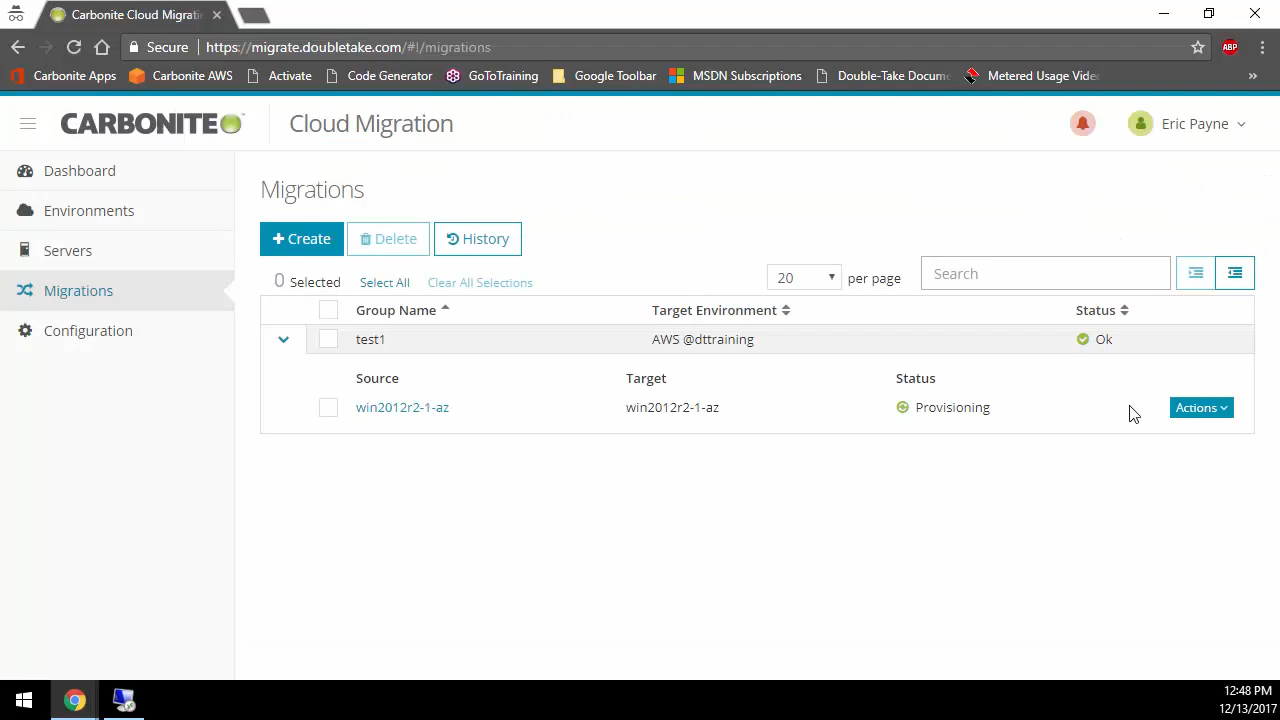 Carbonite Cloud Migrati
Secure https://migrate.doubletake.com/#!/migrations
ABP
Carbonite Apps Carbonite AWS Activate Code Generator GoToTraining Google Toolbar MSDN Subscriptions Double-Take Docume Metered Usage Vide »
CARBONITE Cloud Migration Eric Payne
Dashboard
Environments
Servers
Migrations
Configuration
Migrations
+ Create Delete History
0 Selected Select All Clear All Selections 20 per page Search
Group Name Target Environment Status
test1 AWS @dttraining Ok
Source Target Status
win2012r2-1-az win2012r2-1-az Provisioning Actions
12:48 PM
12/13/2017